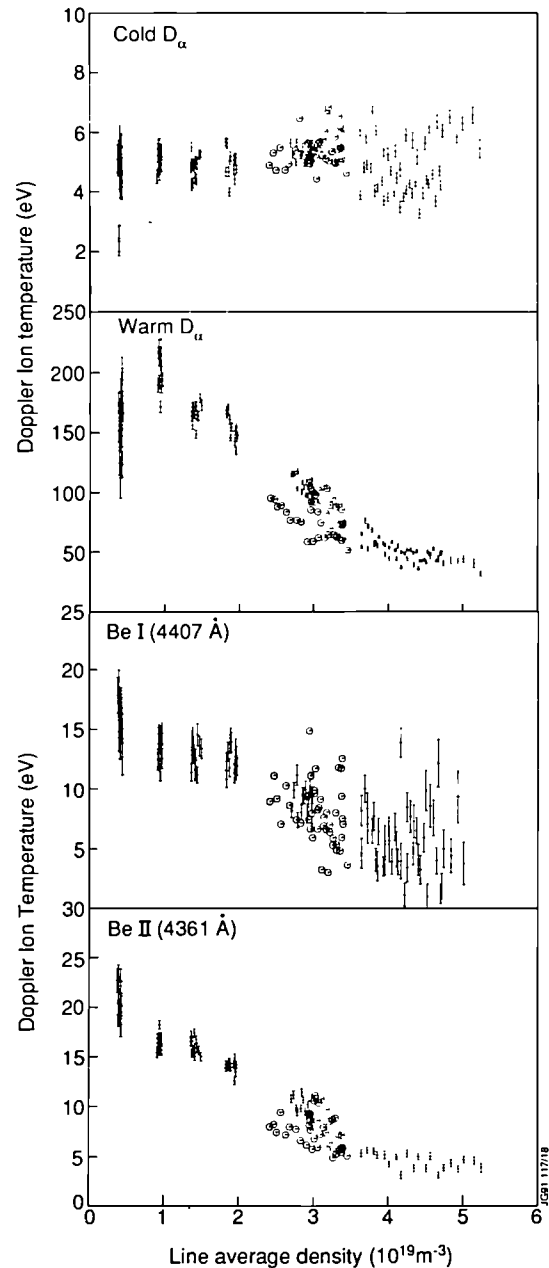 10
Cold Dα
8
6
4
2
Doppler Ion temperature (eV)
250
Warm Dα
200
150
100
50
25
Be I (4407 Å)
20
15
10
5
Doppler Ion Temperature (eV)
30
Be II (4361 Å)
25
20
15
10
5
0
0 1 2 3 4 5 6
Line average density (10¹⁹m⁻³)
JG91 117/18